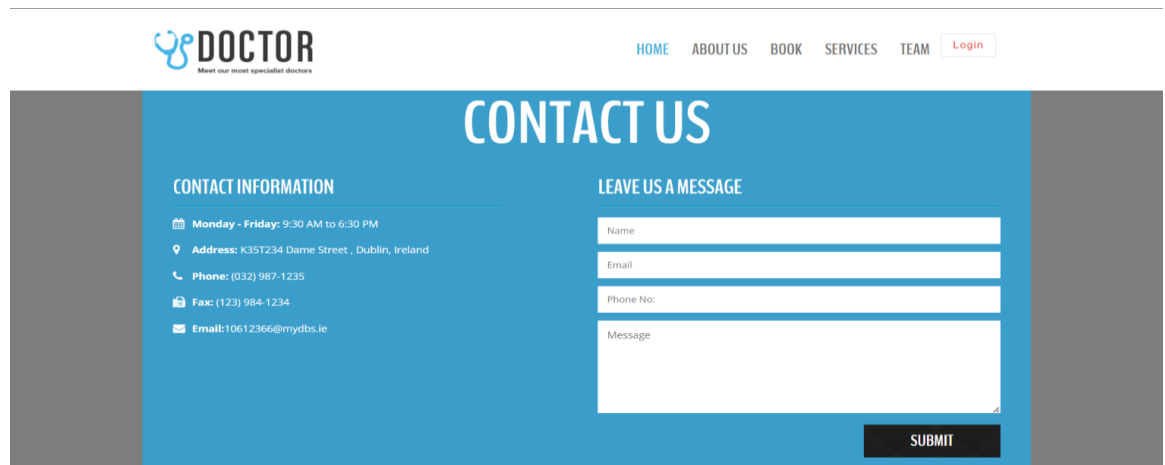 DOCTOR
Meet our most specialist doctors
HOME ABOUT US BOOK SERVICES TEAM Login
CONTACT US
CONTACT INFORMATION
Monday - Friday: 9:30 AM to 6:30 PM
Address: K35T234 Dame Street , Dublin, Ireland
Phone: (032) 987-1235
Fax: (123) 984-1234
Email:10612366@mydbs.ie
LEAVE US A MESSAGE
Name
Email
Phone No:
Message
SUBMIT